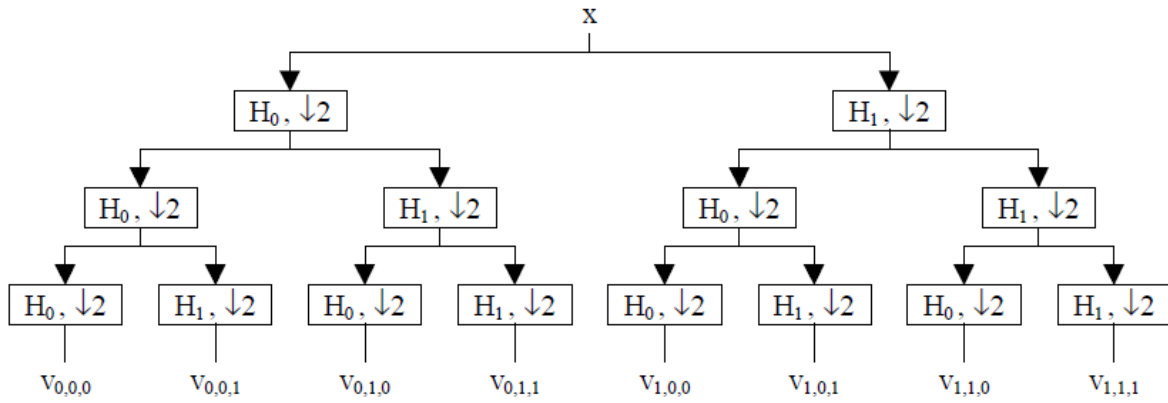 x
H₀, ↓2 H₁, ↓2
H₀, ↓2 H₁, ↓2 H₀, ↓2 H₁, ↓2
H₀, ↓2 H₁, ↓2 H₀, ↓2 H₁, ↓2 H₀, ↓2 H₁, ↓2 H₀, ↓2 H₁, ↓2
v₀,₀,₀ v₀,₀,₁ v₀,₁,₀ v₀,₁,₁ v₁,₀,₀ v₁,₀,₁ v₁,₁,₀ v₁,₁,₁